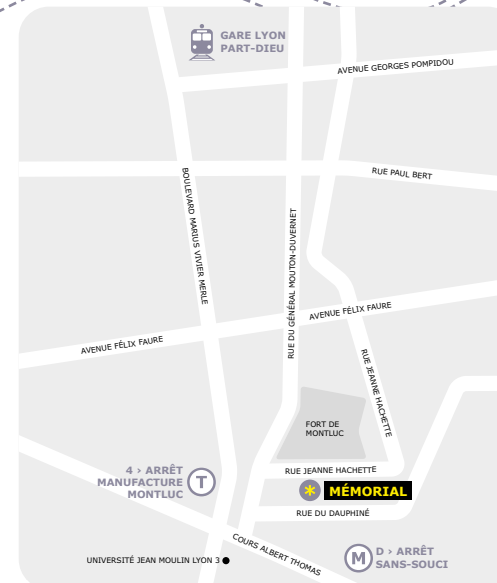 GARE LYON
PART-DIEU
AVENUE GEORGES POMPIDOU
RUE PAUL BERT
BOULEVARD MARIUS VIVIER MERLE
RUE DU GÉNÉRAL MOUTON-DUVERNET
AVENUE FÉLIX FAURE
AVENUE FÉLIX FAURE
RUE JEANNE HACHETTE
FORT DE
MONTLUC
RUE JEANNE HACHETTE
4 › ARRÊT
MANUFACTURE
MONTLUC
T
MÉMORIAL
RUE DU DAUPHINÉ
COURS ALBERT THOMAS
UNIVERSITÉ JEAN MOULIN LYON 3
M
D › ARRÊT
SANS-SOUCI